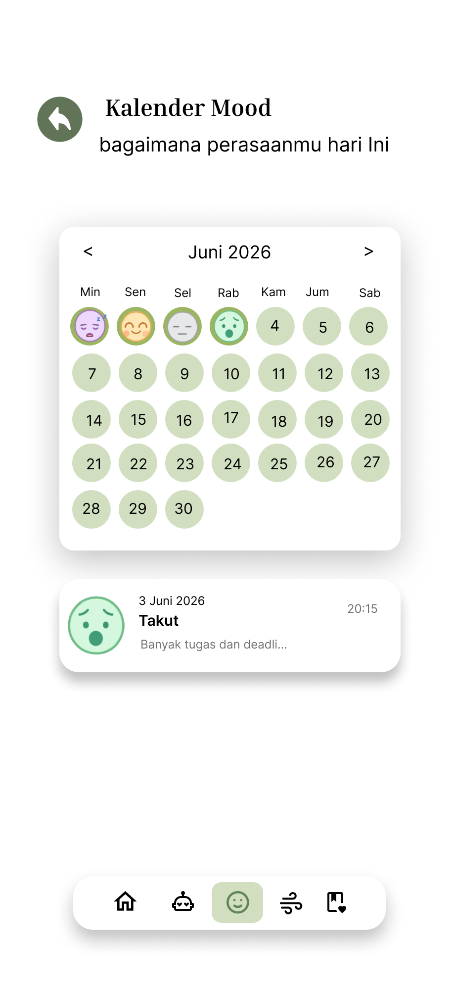 Kalender Mood
bagaimana perasaanmu hari Ini
< Juni 2026 >
Min Sen Sel Rab Kam Jum Sab
z z 4 5 6
7 8 9 10 11 12 13
14 15 16 17 18 19 20
21 22 23 24 25 26 27
28 29 30
3 Juni 2026
20:15
Takut
Banyak tugas dan deadli...